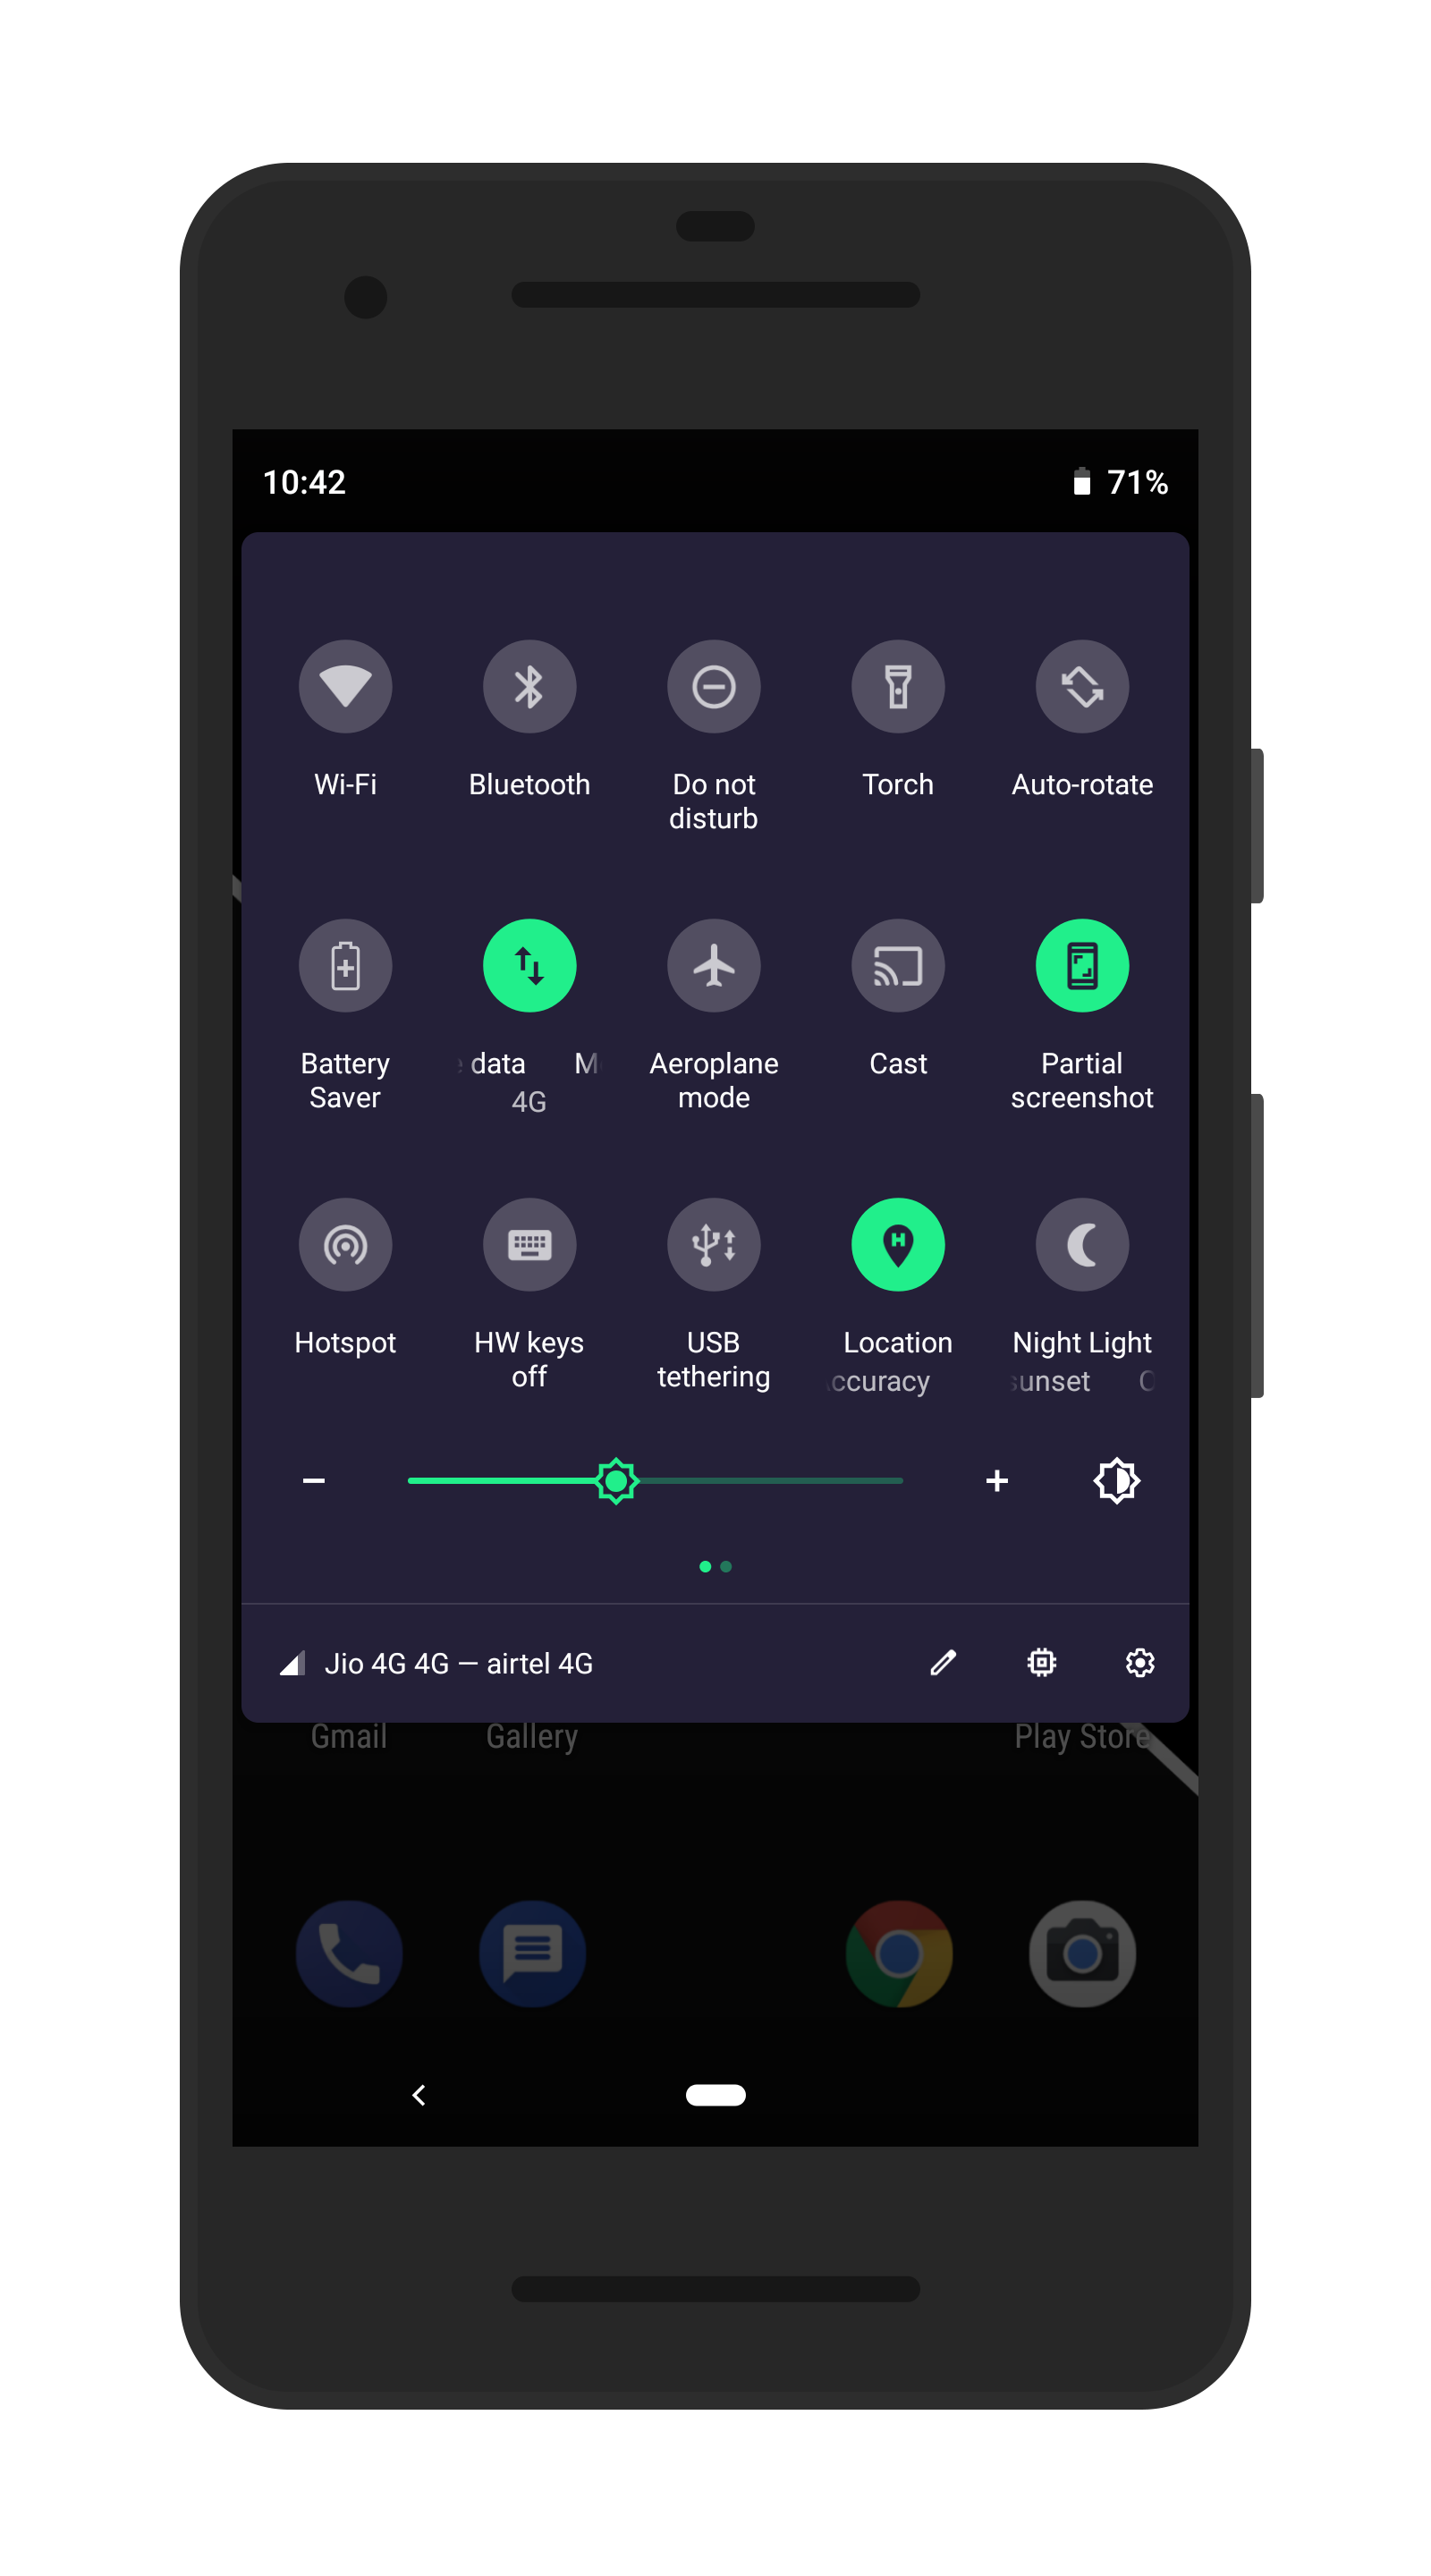 10:42 71%
Wi-Fi Bluetooth Do not disturb Torch Auto-rotate
Battery Saver data M 4G Aeroplane mode Cast Partial screenshot
Hotspot HW keys off USB tethering Location ccuracy Night Light sunset
Jio 4G 4G — airtel 4G
Gmail Gallery Play Store